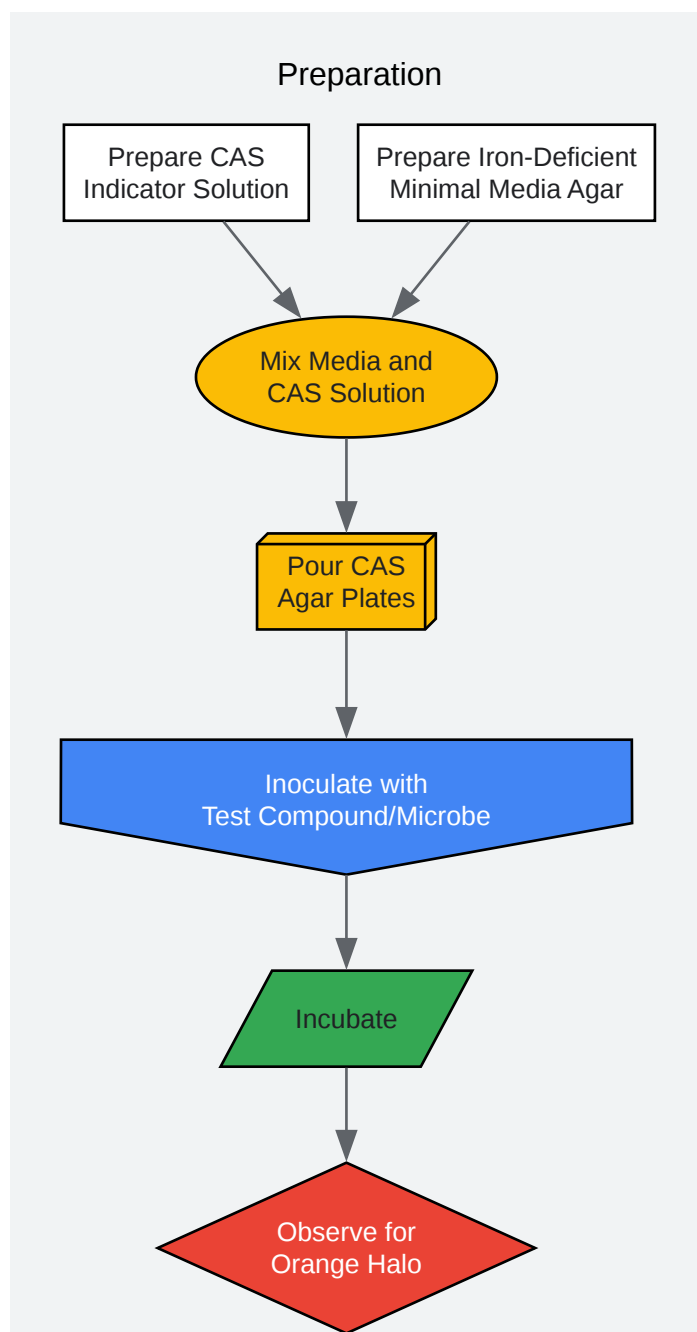 Preparation
Prepare CAS
Indicator Solution
Prepare Iron-Deficient
Minimal Media Agar
Mix Media and
CAS Solution
Pour CAS
Agar Plates
Inoculate with
Test Compound/Microbe
Incubate
Observe for
Orange Halo